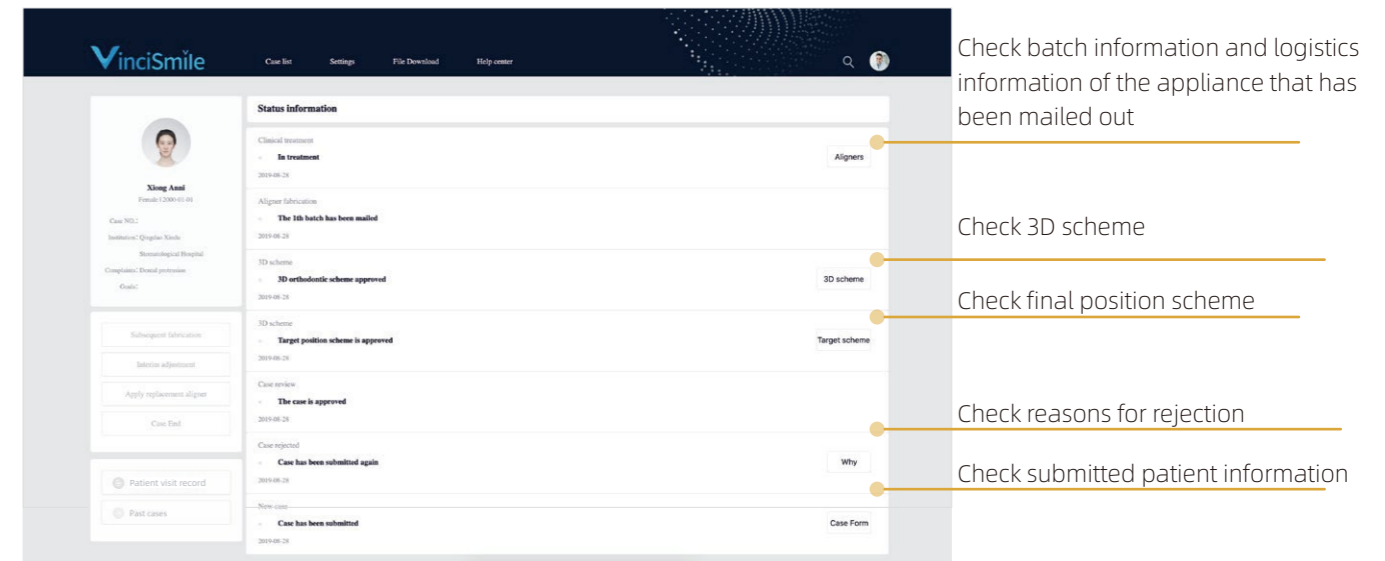 VinciSmile
Case list
Settings
File Download
Help center
Xiong Anni
Female | 2000-01-01
Case NO.:
Institution: Qingdao Xinda
Stomatological Hospital
Complaints: Dental protrusion
Goals:
Subsequent fabrication
Interim adjustment
Apply replacement aligner
Case End
Patient visit record
Past cases
Status information
Clinical treatment
In treatment
2019-08-28
Aligners
Aligner fabrication
The 1th batch has been mailed
2019-08-28
3D scheme
3D orthodontic scheme approved
2019-08-28
3D scheme
3D scheme
Target position scheme is approved
2019-08-28
Target scheme
Case review
The case is approved
2019-08-28
Case rejected
Case has been submitted again
2019-08-28
Why
New case
Case has been submitted
2019-08-28
Case Form
Check batch information and logistics
information of the appliance that has
been mailed out
Check 3D scheme
Check final position scheme
Check reasons for rejection
Check submitted patient information